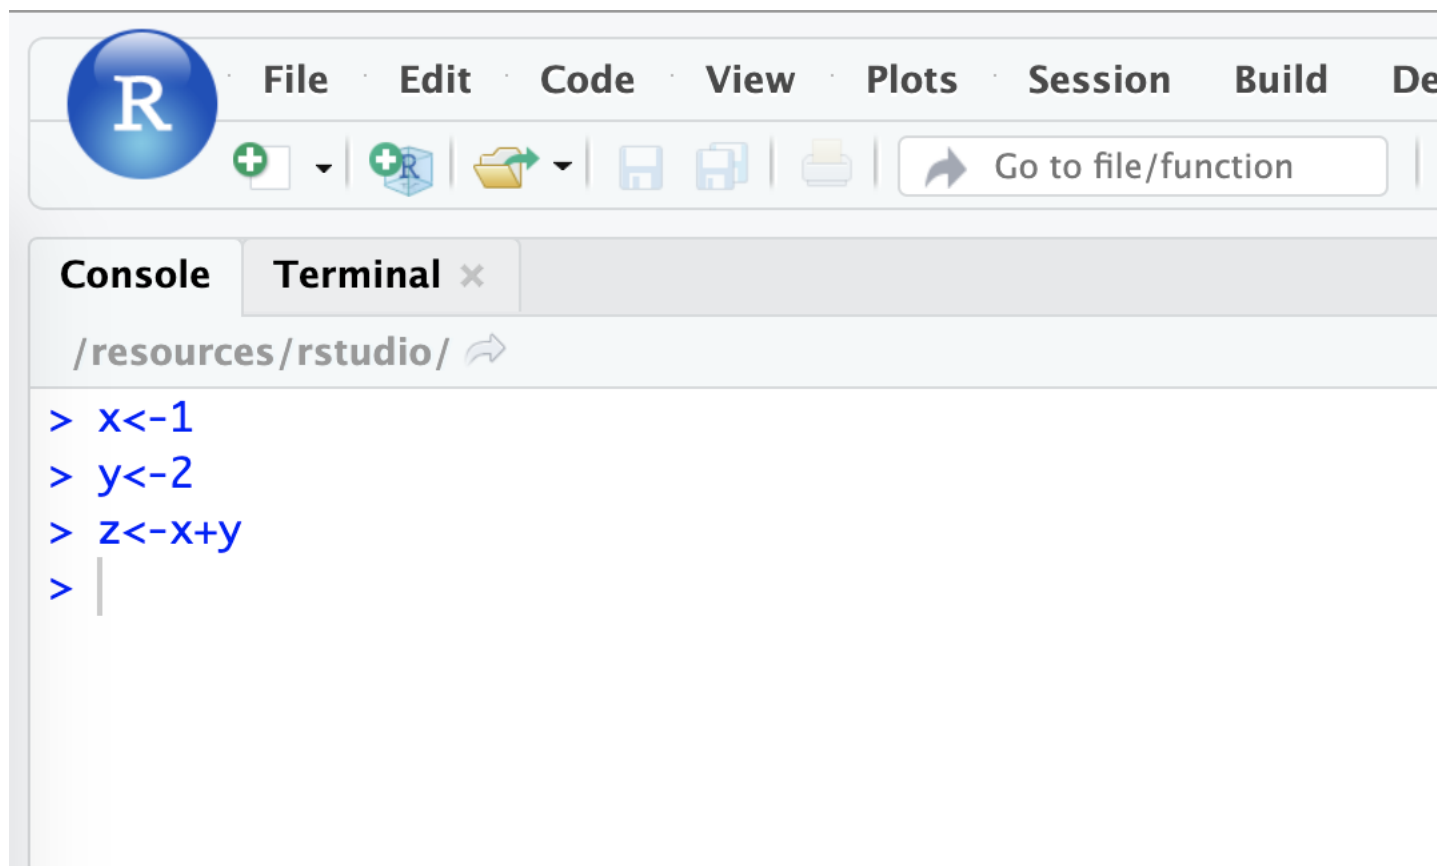 R File Edit Code View Plots Session Build De
R Go to file/function
Console Terminal ×
/resources/rstudio/
> x<-1
> y<-2
> z<-x+y
>